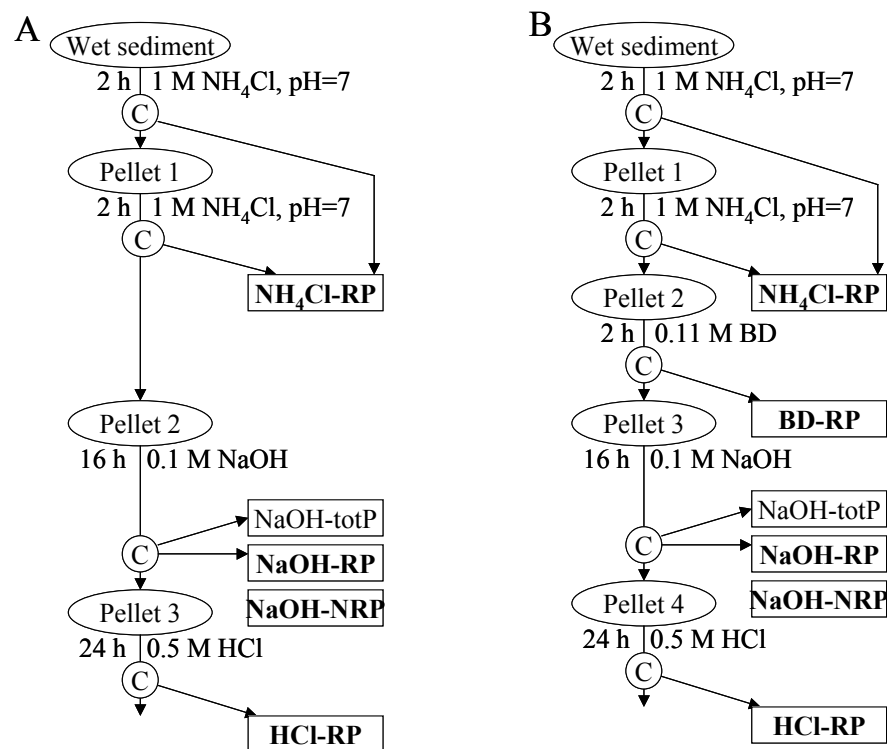 A
Wet sediment
2 h 1 M NH₄Cl, pH=7
C
Pellet 1
2 h 1 M NH₄Cl, pH=7
C
NH₄Cl-RP
Pellet 2
16 h 0.1 M NaOH
NaOH-totP
C
NaOH-RP
NaOH-NRP
Pellet 3
24 h 0.5 M HCl
C
HCl-RP
B
Wet sediment
2 h 1 M NH₄Cl, pH=7
C
Pellet 1
2 h 1 M NH₄Cl, pH=7
C
NH₄Cl-RP
Pellet 2
2 h 0.11 M BD
C
BD-RP
Pellet 3
16 h 0.1 M NaOH
NaOH-totP
C
NaOH-RP
NaOH-NRP
Pellet 4
24 h 0.5 M HCl
C
HCl-RP